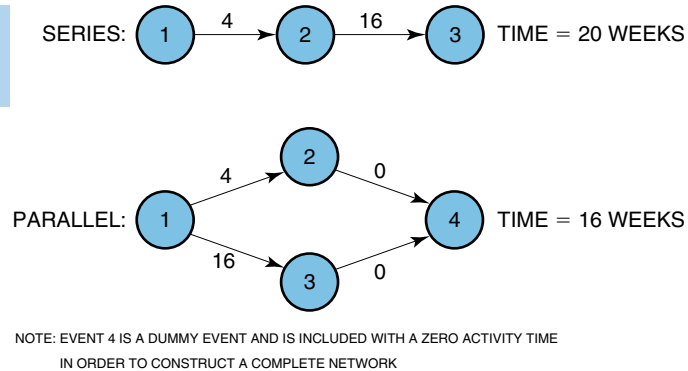 SERIES: 1 4 2 16 3 TIME = 20 WEEKS
2
4 0
PARALLEL: 1 4 TIME = 16 WEEKS
16 0
3
NOTE: EVENT 4 IS A DUMMY EVENT AND IS INCLUDED WITH A ZERO ACTIVITY TIME
IN ORDER TO CONSTRUCT A COMPLETE NETWORK